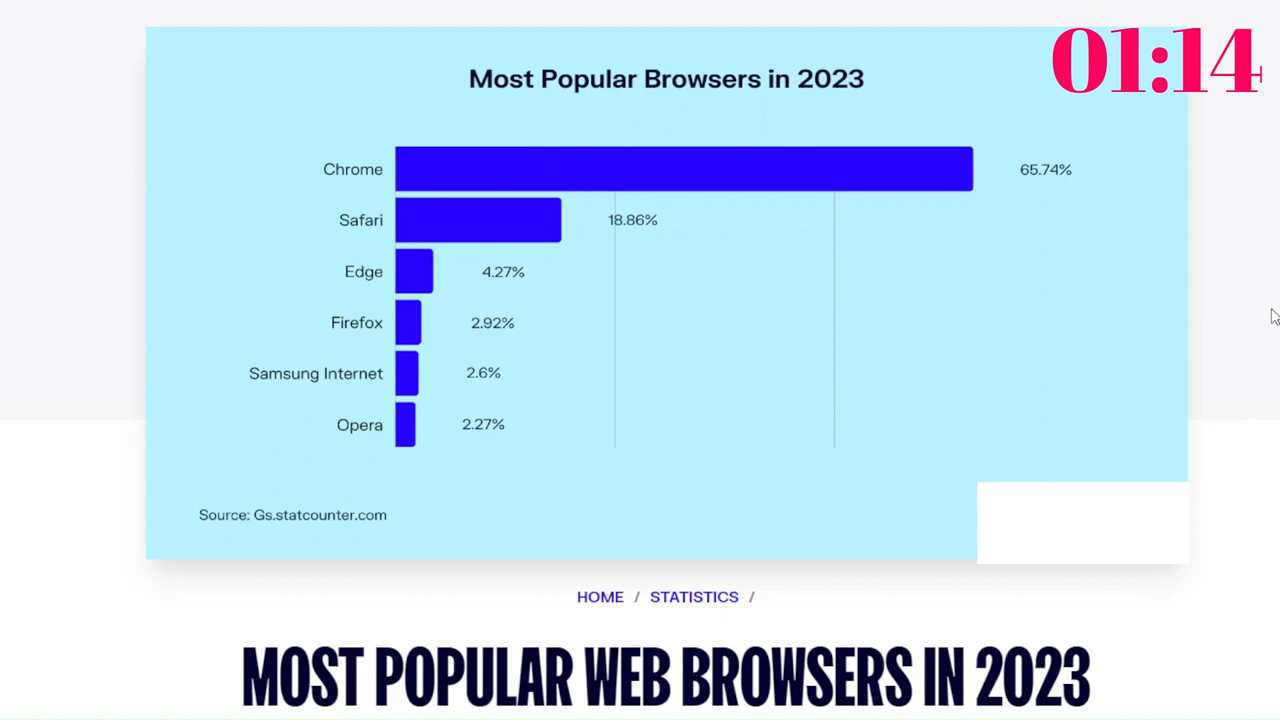 01:14
Most Popular Browsers in 2023
Chrome 65.74%
Safari 18.86%
Edge 4.27%
Firefox 2.92%
Samsung Internet 2.6%
Opera 2.27%
Source: Gs.statcounter.com
HOME / STATISTICS /
MOST POPULAR WEB BROWSERS IN 2023